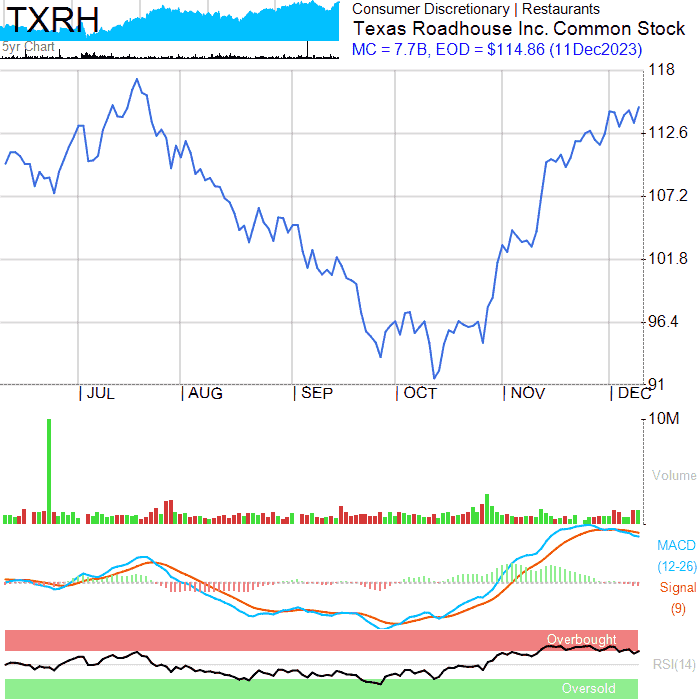 TXRH
5yr Chart
Consumer Discretionary | Restaurants
Texas Roadhouse Inc. Common Stock
MC = 7.7B, EOD = $114.86 (11Dec2023)
118
112.6
107.2
101.8
96.4
91
JUL AUG SEP OCT NOV DEC
10M
Volume
MACD
(12-26)
Signal
(9)
Overbought
RSI(14)
Oversold